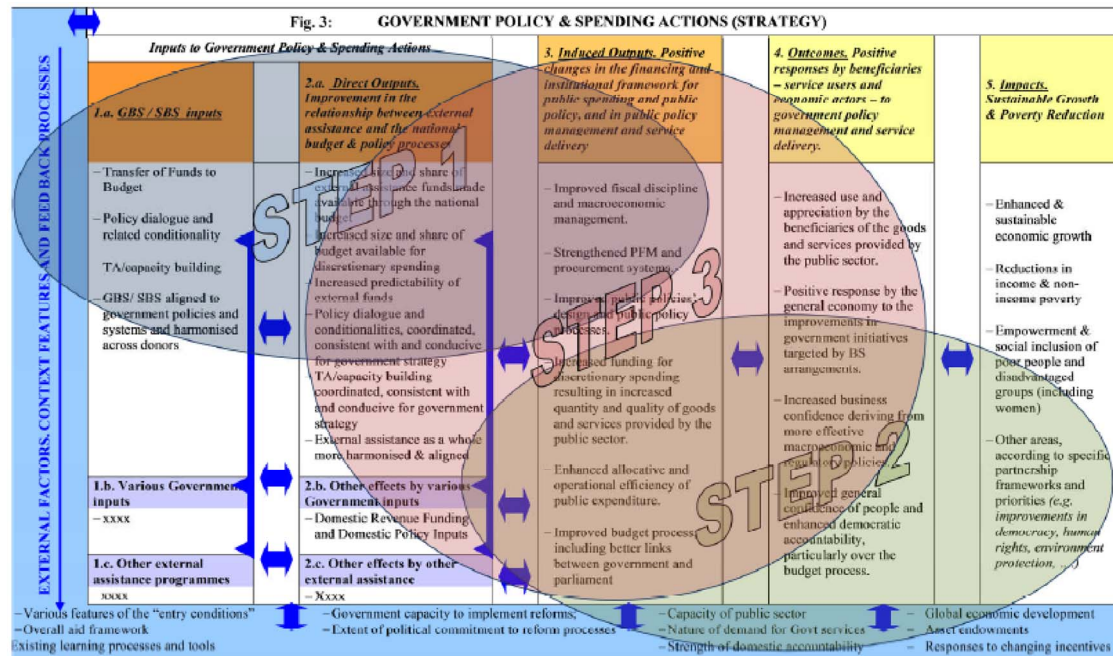 Fig. 3: GOVERNMENT POLICY & SPENDING ACTIONS (STRATEGY)
EXTERNAL FACTORS, CONTEXT FEATURES AND FEED BACK PROCESSES
Inputs to Government Policy & Spending Actions
1.a. GBS / SBS inputs
– Transfer of Funds to
Budget
– Policy dialogue and
related conditionality
TA/capacity building
– GBS/ SBS aligned to
government policies and
systems and harmonised
across donors
1.b. Various Government
inputs
– xxxx
1.c. Other external
assistance programmes
xxxx
2.a. Direct Outputs.
Improvement in the
relationship between external
assistance and the national
budget & policy processes
– Increased size and share of
external assistance funds made
available through the national
budget
– Increased size and share of
budget available for
discretionary spending
– Increased predictability
of external funds
– Policy dialogue and
conditionalities, coordinated,
consistent with and conducive
for government strategy
TA/capacity building
coordinated, consistent with
and conducive for government
strategy
– External assistance as a whole
more harmonised & aligned
2.b. Other effects by various
Government inputs
– Domestic Revenue Funding
and Domestic Policy Inputs
2.c. Other effects by other
external assistance
– Xxxx
3. Induced Outputs. Positive
changes in the financing and
institutional framework for
public spending and public
policy, and in public policy
management and service
delivery
– Improved fiscal discipline
and macroeconomic
management.
– Strengthened PFM and
procurement systems.
– Improved public policies'
design and public policy
processes.
– Increased funding for
discretionary spending
resulting in increased
quantity and quality of goods
and services provided by the
public sector.
– Enhanced allocative and
operational efficiency of
public expenditure.
– Improved budget process,
including better links
between government and
parliament
4. Outcomes. Positive
responses by beneficiaries
– service users and
economic actors – to
government policy
management and service
delivery.
– Increased use and
appreciation by the
beneficiaries of the goods
and services provided by
the public sector.
– Positive response by the
general economy to the
improvements in
government initiatives
targeted by BS
arrangements.
– Increased business
confidence deriving from
more effective
macroeconomic and
regulatory policies.
– Improved general
confidence of people and
enhanced democratic
accountability,
particularly over the
budget process.
5. Impacts.
Sustainable Growth
& Poverty Reduction
– Enhanced &
sustainable
economic growth
– Reductions in
income & non-
income poverty
– Empowerment &
social inclusion of
poor people and
disadvantaged
groups (including
women)
– Other areas,
according to specific
partnership
frameworks and
priorities (e.g.
improvements in
democracy, human
rights, environment
protection, …)
STEP 1
STEP 3
STEP 2
– Various features of the "entry conditions"
– Overall aid framework
Existing learning processes and tools
– Government capacity to implement reforms,
– Extent of political commitment to reform processes
– Capacity of public sector
– Nature of demand for Govt services
– Strength of domestic accountability
– Global economic development
– Asset endowments
– Responses to changing incentives